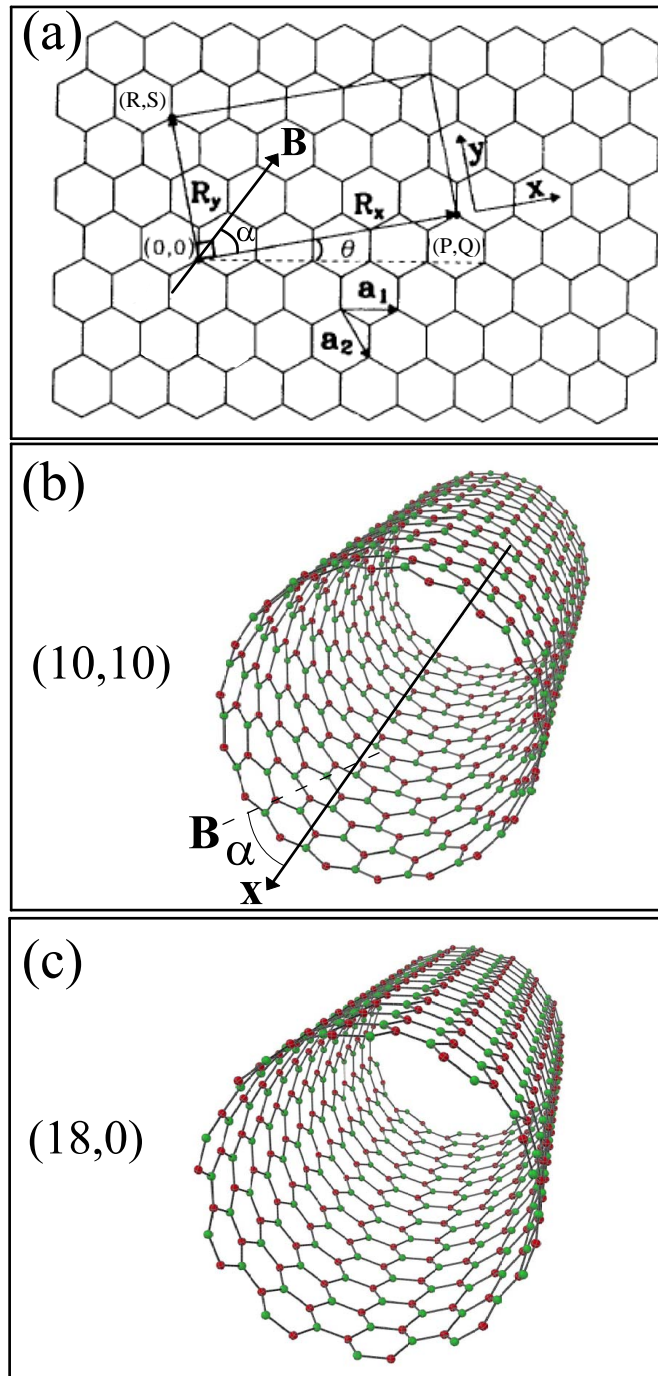 (a)
(R,S)
B
y
R_y
R_x
x
α
(0,0)
θ
(P,Q)
a_1
a_2
(b)
(10,10)
B
α
x
(c)
(18,0)